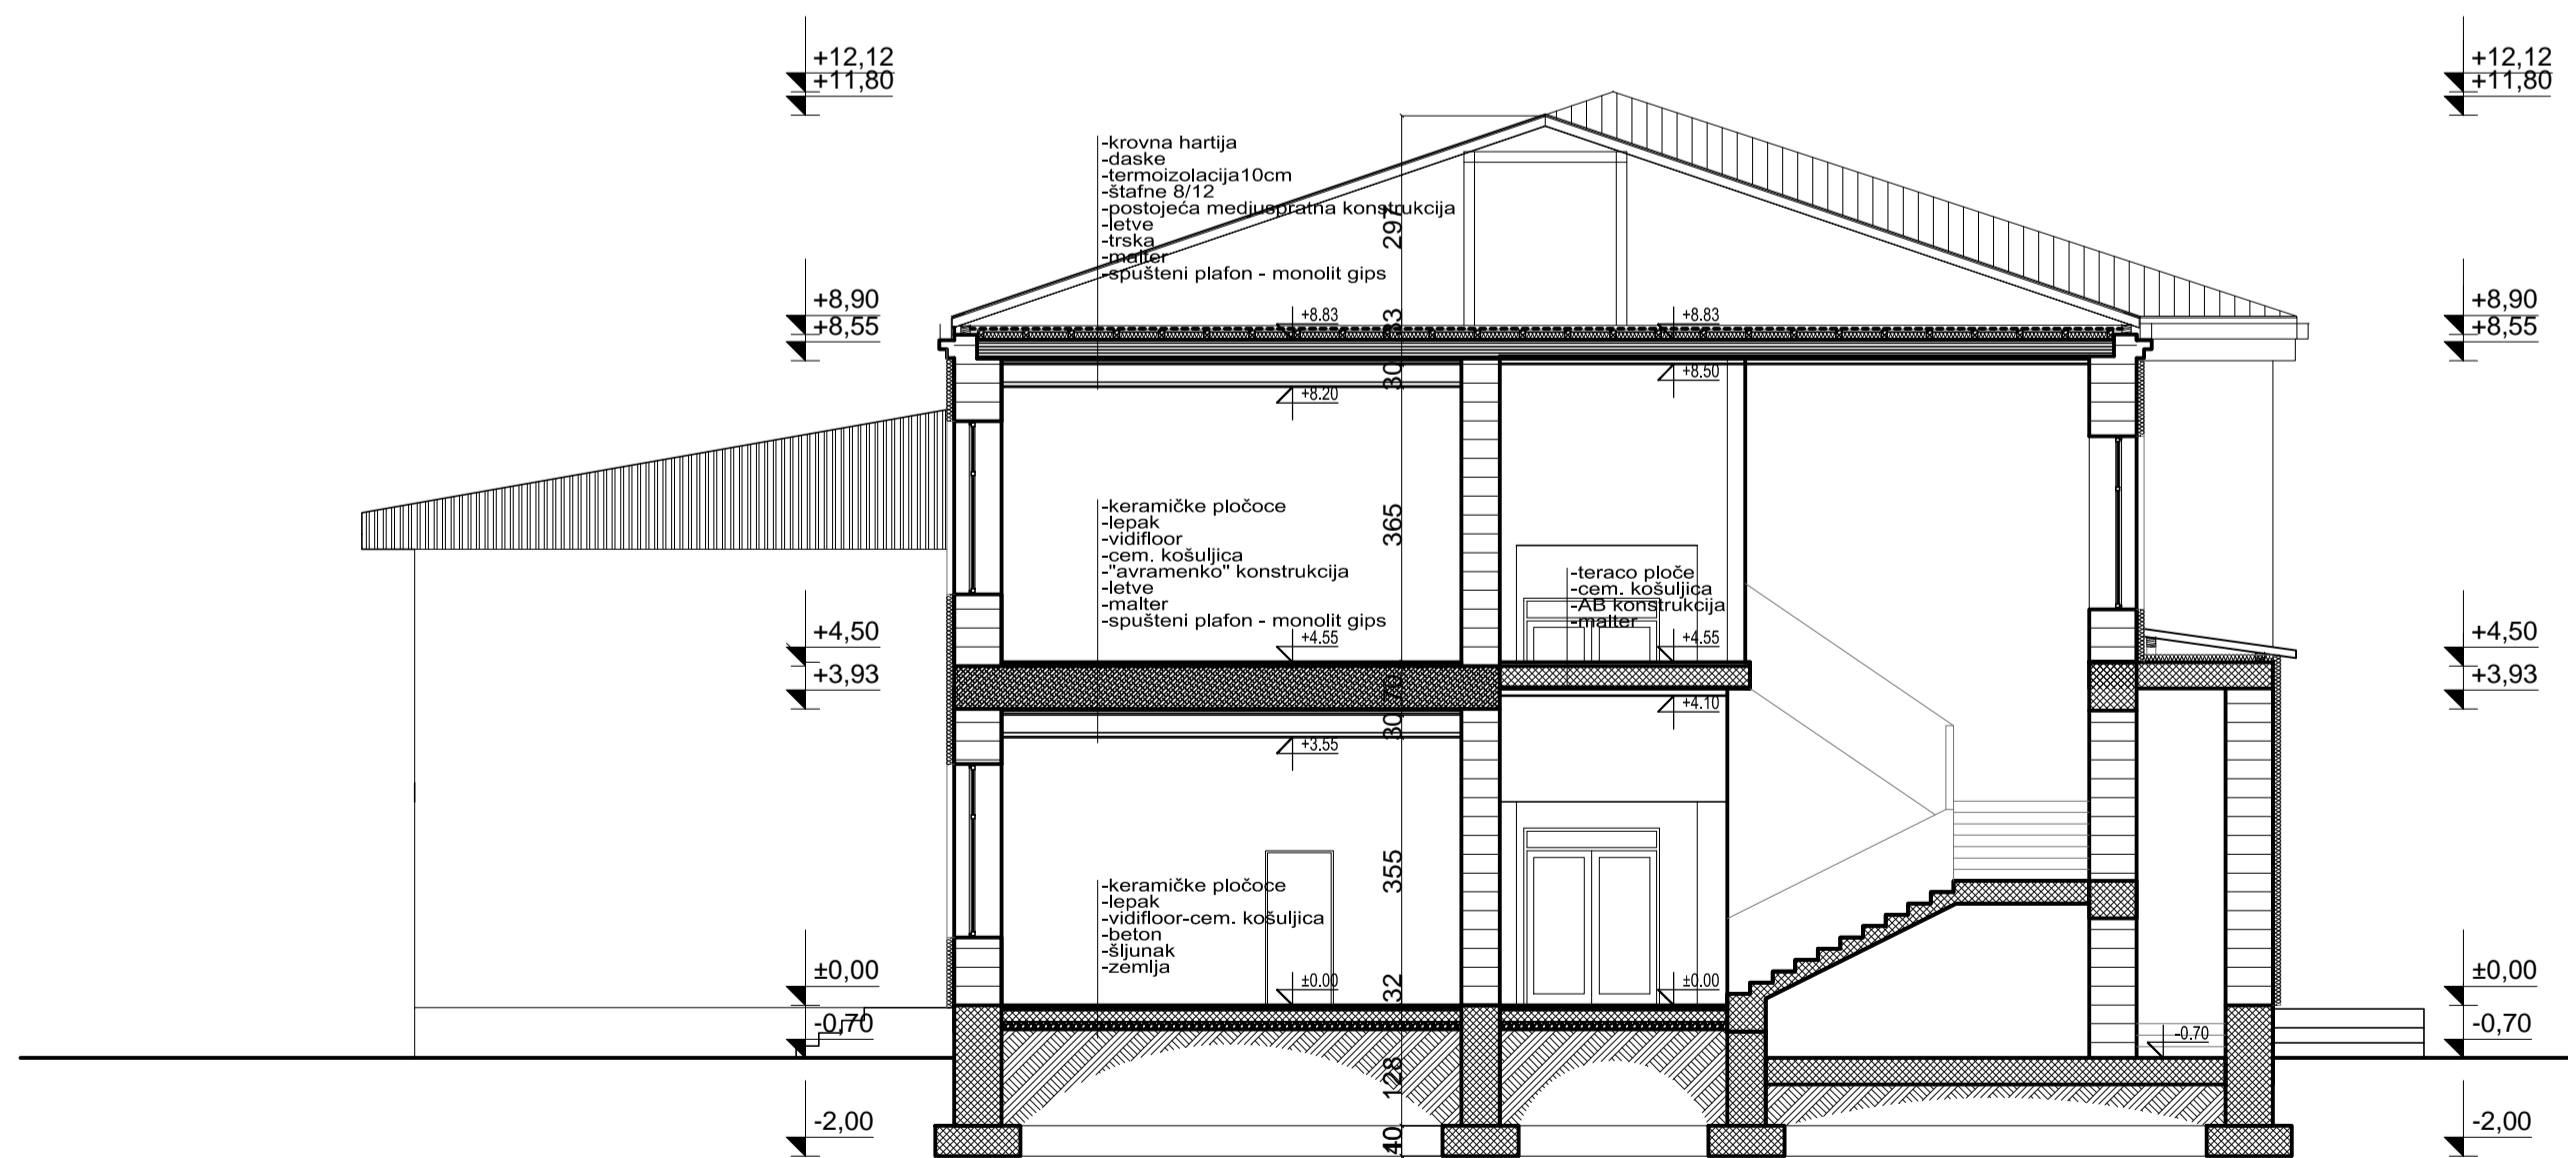 +12,12
+11,80
+12,12
+11,80
-krovna hartija
-daske
-termoizolacija10cm
-štafne 8/12
-postojeća medjuspratna konstrukcija
-letve
-trska
-malter
-spušteni plafon - monolit gips
297
+8,90
+8,55
+8.83
33
+8.83
+8,90
+8,55
30
+8.50
+8.20
-keramičke pločoce
-lepak
-vidifloor
-cem. košuljica
-"avramenko" konstrukcija
-letve
-malter
-spušteni plafon - monolit gips
365
-teraco ploče
-cem. košuljica
-AB konstrukcija
-malter
+4,50
+3,93
+4.55
+4.55
+4,50
+3,93
70
30
+4.10
+3.55
355
-keramičke pločoce
-lepak
-vidifloor-cem. košuljica
-beton
-šljunak
-zemlja
±0,00
-0,70
±0.00
32
±0.00
±0,00
-0,70
-0.70
128
-2,00
40
-2,00